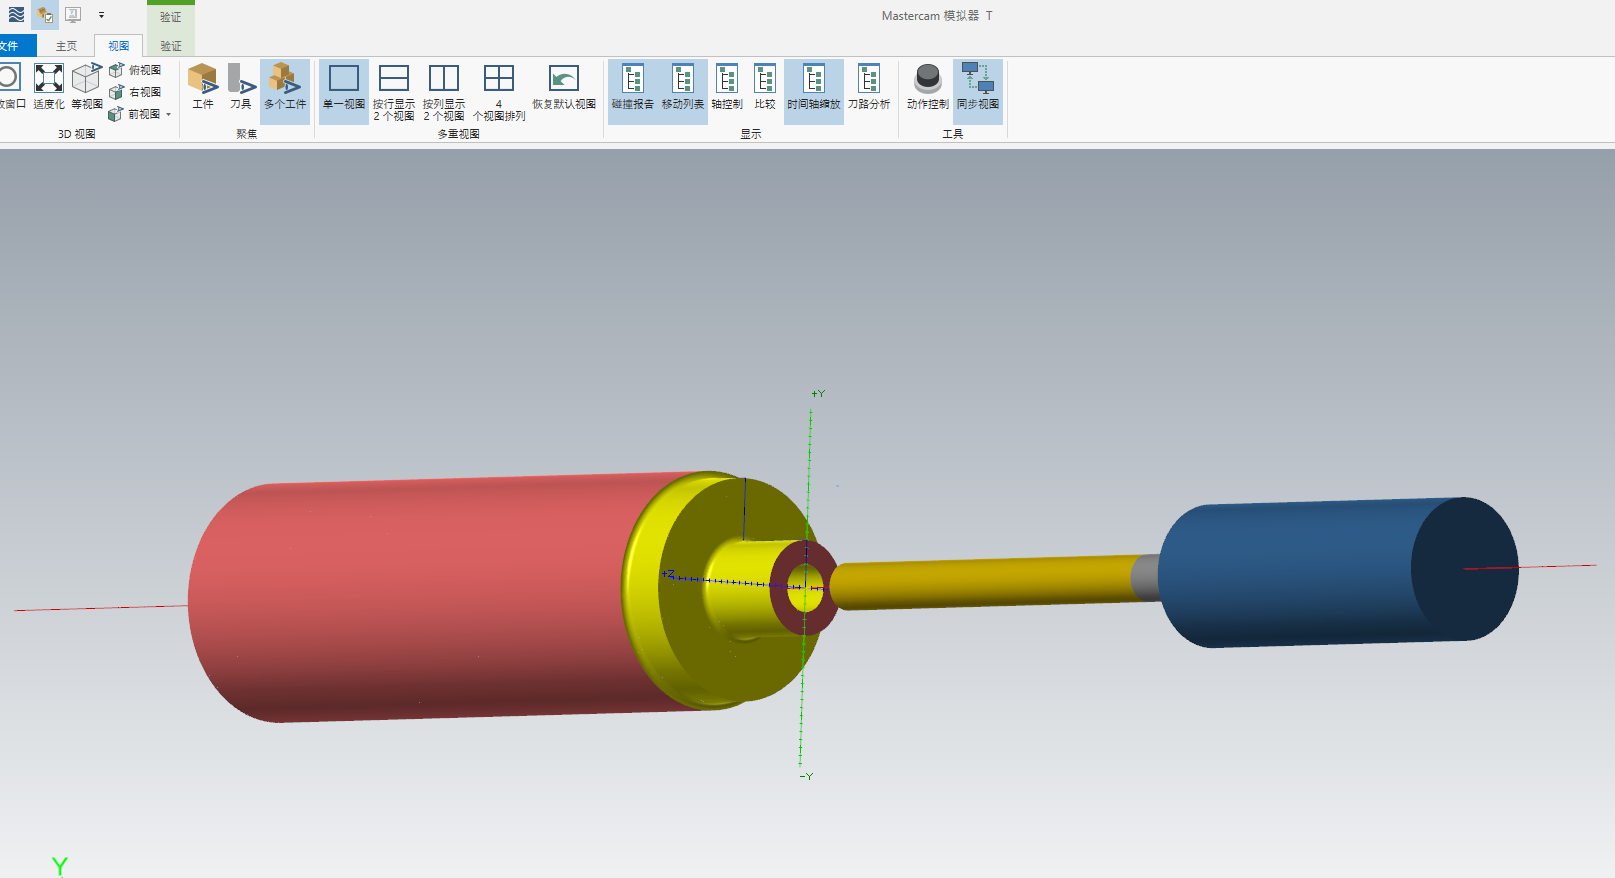 验证
Mastercam 模拟器 T
文件
主页
视图
验证
窗口
适度化
等视图
俯视图
右视图
前视图
3D 视图
工件
刀具
多个工件
聚焦
单一视图
按行显示
2 个视图
按列显示
2 个视图
4
个视图排列
恢复默认视图
多重视图
碰撞报告
移动列表
轴控制
比较
时间轴缩放
刀路分析
显示
动作控制
同步视图
工具
+Y
+Z
-Y
Y